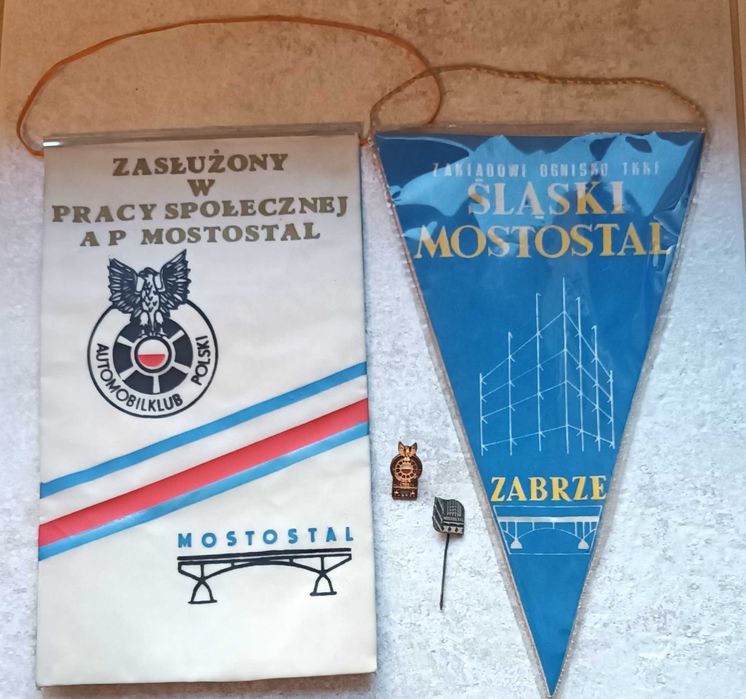 ZASŁUŻONY
W
PRACY SPOŁECZNEJ
A P MOSTOSTAL
AUTOMOBILKLUB POLSKI
MOSTOSTAL
ZAKŁADOWE OGNISKO TKKF
ŚLĄSKI
MOSTOSTAL
ZABRZE